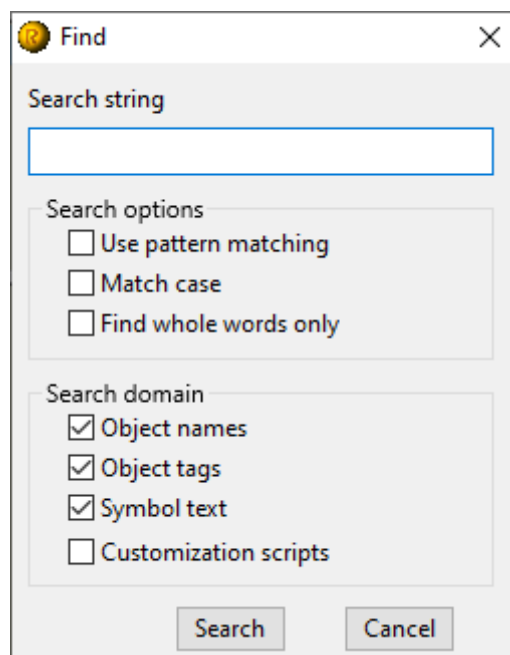 Find
Search string
Search options
Use pattern matching
Match case
Find whole words only
Search domain
Object names
Object tags
Symbol text
Customization scripts
Search Cancel